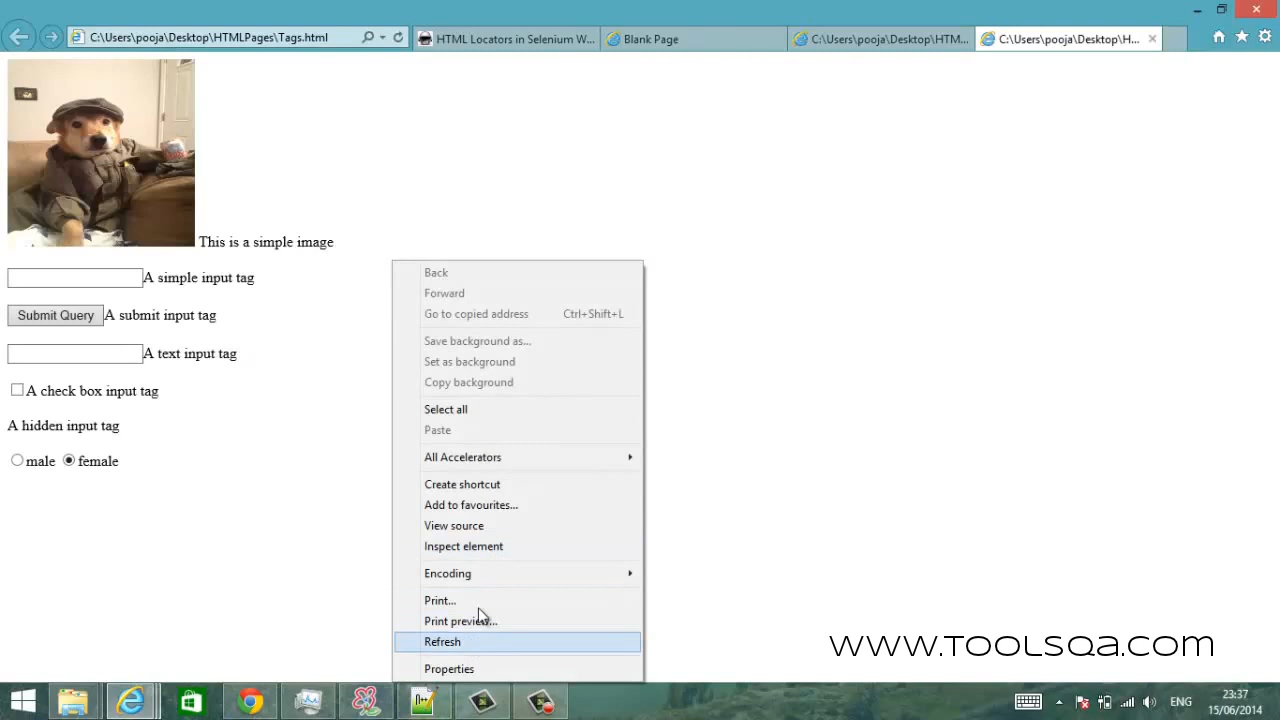 C:\Users\pooja\Desktop\HTMLPages\Tags.html
HTML Locators in Selenium W...
Blank Page
C:\Users\pooja\Desktop\HTM...
C:\Users\pooja\Desktop\H...
This is a simple image
A simple input tag
Submit Query A submit input tag
A text input tag
A check box input tag
A hidden input tag
male female
Back
Forward
Go to copied address Ctrl+Shift+L
Save background as...
Set as background
Copy background
Select all
Paste
All Accelerators
Create shortcut
Add to favourites...
View source
Inspect element
Encoding
Print...
Print preview...
Refresh
Properties
www.TOOLSQA.COM
ENG
23:37
15/06/2014